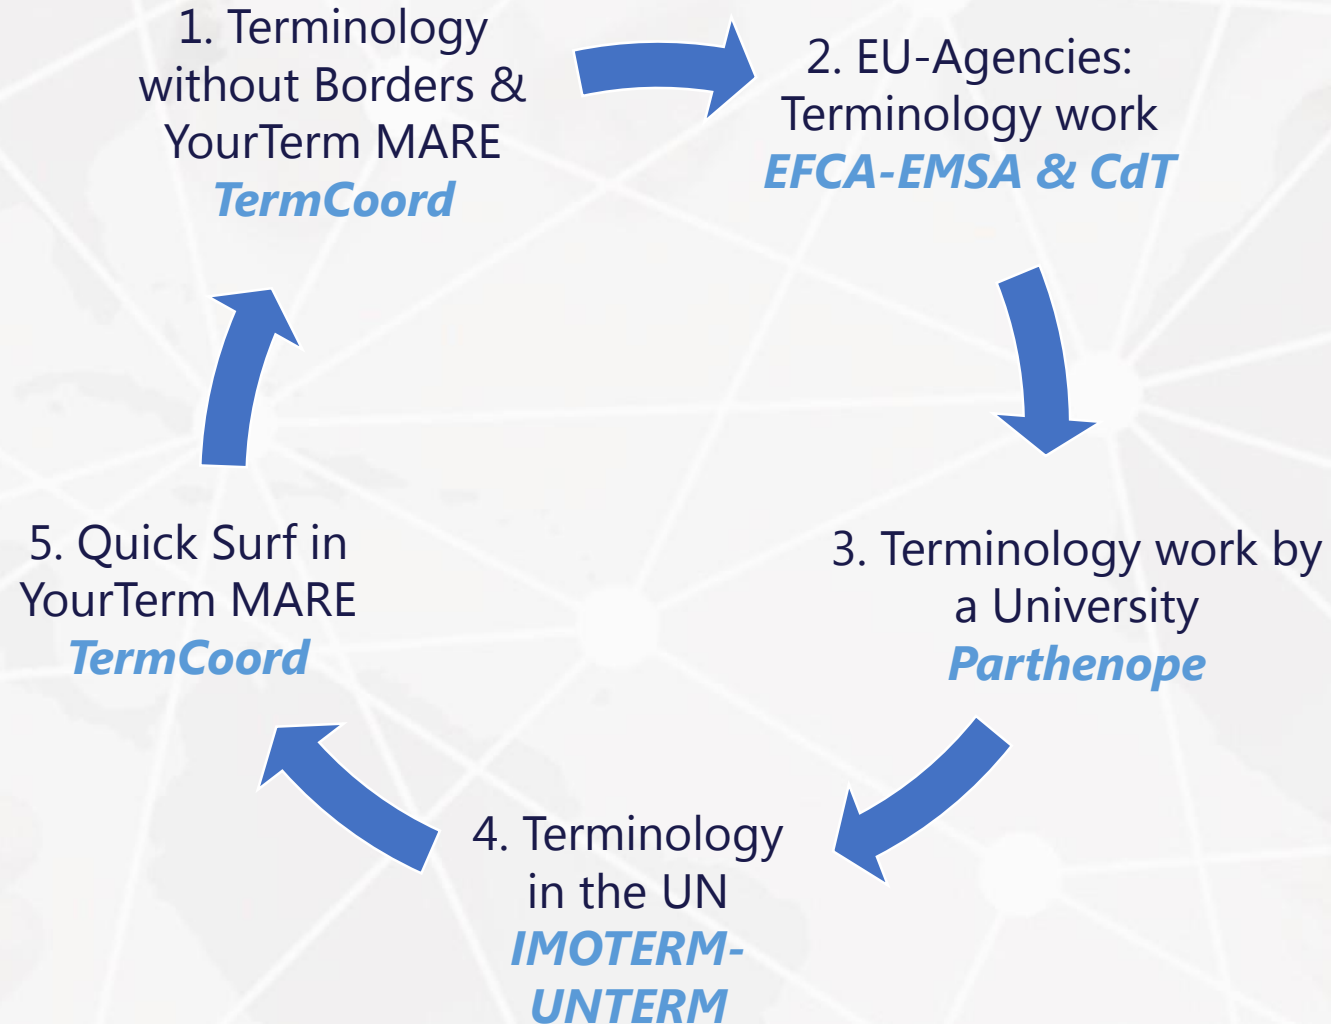 1. Terminology
without Borders &
YourTerm MARE
TermCoord
2. EU-Agencies:
Terminology work
EFCA-EMSA & CdT
3. Terminology work by
a University
Parthenope
4. Terminology
in the UN
IMOTERM-
UNTERM
5. Quick Surf in
YourTerm MARE
TermCoord